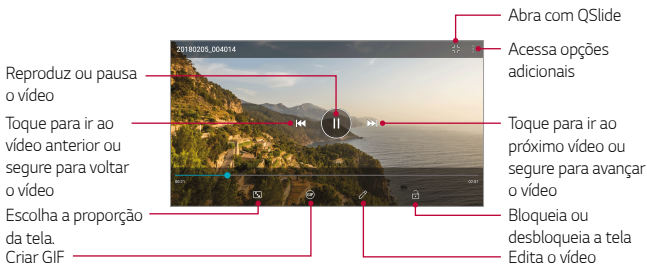 Abra com QSlide
Acessa opções
adicionais
20180205_004014
Reproduz ou pausa
o vídeo
Toque para ir ao
vídeo anterior ou
segure para voltar
o vídeo
Toque para ir ao
próximo vídeo ou
segure para avançar
o vídeo
GIF
Escolha a proporção
da tela.
Criar GIF
Bloqueia ou
desbloqueia a tela
Edita o vídeo